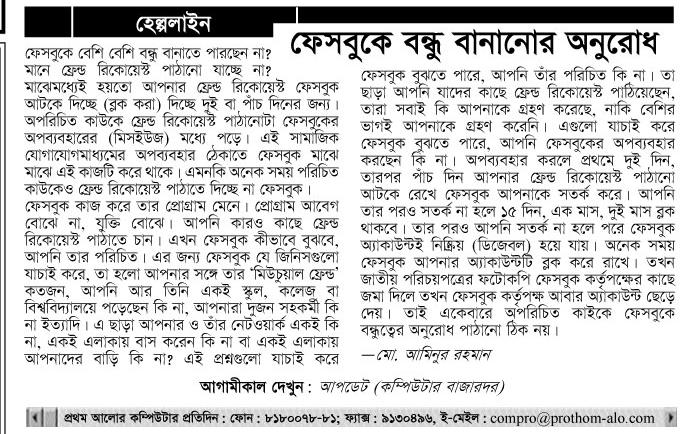 হেল্পলাইন
ফেসবুকে বন্ধু বানানোর অনুরোধ
ফেসবুকে বেশি বেশি বন্ধু বানাতে পারছেন না?
মানে ফ্রেন্ড রিকোয়েস্ট পাঠানো যাচ্ছে না?
মাঝেমধ্যেই হয়তো আপনার ফ্রেন্ড রিকোয়েস্ট ফেসবুক
আটকে দিচ্ছে (ব্লক করা) দিচ্ছে দুই বা পাঁচ দিনের জন্য।
অপরিচিত কাউকে ফ্রেন্ড রিকোয়েস্ট পাঠানোটা ফেসবুকের
অপব্যবহারের (মিসইউজ) মধ্যে পড়ে। এই সামাজিক
যোগাযোগমাধ্যমের অপব্যবহার ঠেকাতে ফেসবুক মাঝে
মাঝে এই কাজটি করে থাকে। এমনকি অনেক সময় পরিচিত
কাউকেও ফ্রেন্ড রিকোয়েস্ট পাঠাতে দিচ্ছে না ফেসবুক।
ফেসবুক কাজ করে তার প্রোগ্রাম মেনে। প্রোগ্রাম আবেগ
বোঝে না, যুক্তি বোঝে। আপনি কারও কাছে ফ্রেন্ড
রিকোয়েস্ট পাঠাতে চান। এখন ফেসবুক কীভাবে বুঝবে,
আপনি তার পরিচিত। এর জন্য ফেসবুক যে জিনিসগুলো
যাচাই করে, তা হলো আপনার সঙ্গে তার ‘মিউচুয়াল ফ্রেন্ড’
কতজন, আপনি আর তিনি একই স্কুল, কলেজ বা
বিশ্ববিদ্যালয়ে পড়েছেন কি না, আপনারা দুজন সহকর্মী কি
না ইত্যাদি। এ ছাড়া আপনার ও তাঁর নেটওয়ার্ক একই কি
না, একই এলাকায় বাস করেন কি না বা একই এলাকায়
আপনাদের বাড়ি কি না? এই প্রশ্নগুলো যাচাই করে
ফেসবুক বুঝতে পারে, আপনি তাঁর পরিচিত কি না। তা
ছাড়া আপনি যাদের কাছে ফ্রেন্ড রিকোয়েস্ট পাঠিয়েছেন,
তারা সবাই কি আপনাকে গ্রহণ করেছে, নাকি বেশির
ভাগই আপনাকে গ্রহণ করেনি। এগুলো যাচাই করে
ফেসবুক বুঝতে পারে, আপনি ফেসবুকের অপব্যবহার
করছেন কি না। অপব্যবহার করলে প্রথমে দুই দিন,
তারপর পাঁচ দিন আপনার ফ্রেন্ড রিকোয়েস্ট পাঠানো
আটকে রেখে ফেসবুক আপনাকে সতর্ক করে। আপনি
তার পরও সতর্ক না হলে ১৫ দিন, এক মাস, দুই মাস ব্লক
থাকবে। তার পরও আপনি সতর্ক না হলে পরে ফেসবুক
অ্যাকাউন্টই নিষ্ক্রিয় (ডিজেবল) হয়ে যায়। অনেক সময়
ফেসবুক আপনার অ্যাকাউন্টটি ব্লক করে রাখে। তখন
জাতীয় পরিচয়পত্রের ফটোকপি ফেসবুক কর্তৃপক্ষের কাছে
জমা দিলে তখন ফেসবুক কর্তৃপক্ষ আবার অ্যাকাউন্ট ছেড়ে
দেয়। তাই একেবারে অপরিচিত কাইকে ফেসবুকে
বন্ধুত্বের অনুরোধ পাঠানো ঠিক নয়।
—মো. আমিনুর রহমান
আগামীকাল দেখুন : আপডেট (কম্পিউটার বাজারদর)
প্রথম আলোর কম্পিউটার প্রতিদিন : ফোন : ৮১৮০০৭৮-৮১; ফ্যাক্স : ৯১৩০৪৯৬, ই-মেইল : compro@prothom-alo.com